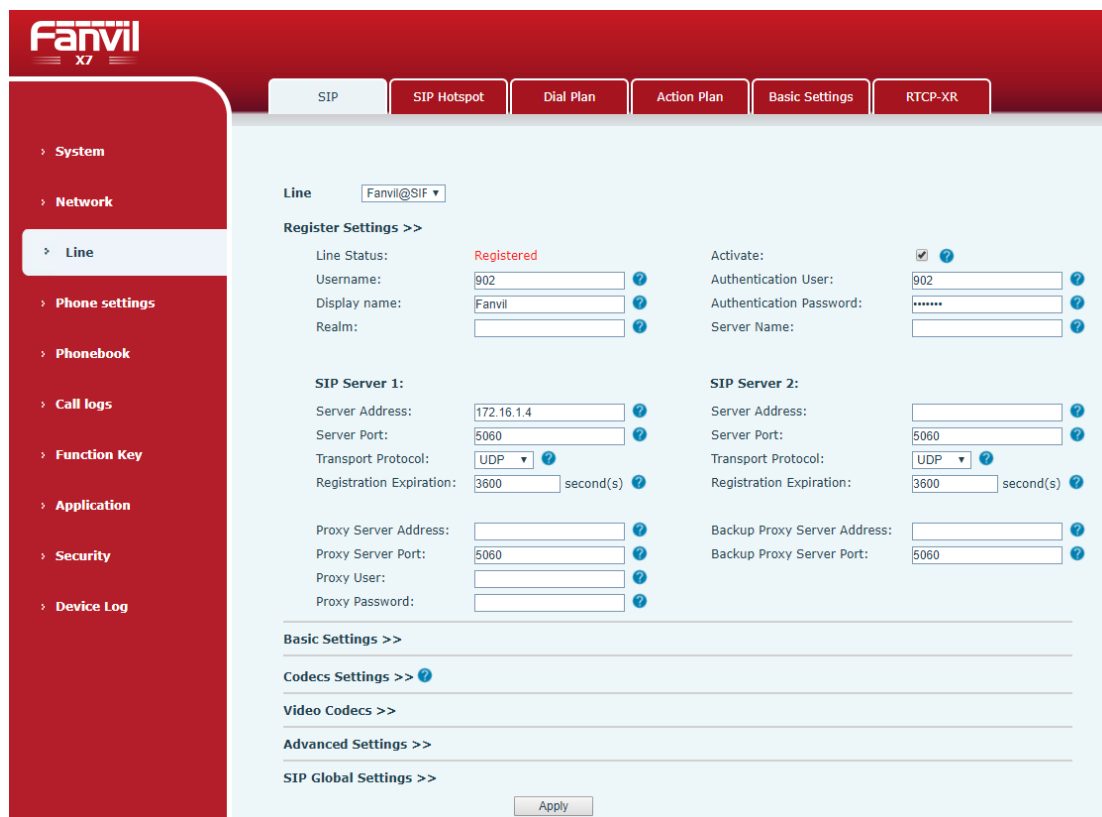 Fanvil
X7
SIP
SIP Hotspot
Dial Plan
Action Plan
Basic Settings
RTCP-XR
› System
› Network
› Line
› Phone settings
› Phonebook
› Call logs
› Function Key
› Application
› Security
› Device Log
Line Fanvil@SIF ▼
Register Settings >>
Line Status: Registered Activate: ?
Username: 902 ? Authentication User: 902 ?
Display name: Fanvil ? Authentication Password: ••••••• ?
Realm: ? Server Name: ?
SIP Server 1: SIP Server 2:
Server Address: 172.16.1.4 ? Server Address: ?
Server Port: 5060 ? Server Port: 5060 ?
Transport Protocol: UDP ▼ ? Transport Protocol: UDP ▼ ?
Registration Expiration: 3600 second(s) ? Registration Expiration: 3600 second(s) ?
Proxy Server Address: ? Backup Proxy Server Address: ?
Proxy Server Port: 5060 ? Backup Proxy Server Port: 5060 ?
Proxy User: ?
Proxy Password: ?
Basic Settings >>
Codecs Settings >> ?
Video Codecs >>
Advanced Settings >>
SIP Global Settings >>
Apply